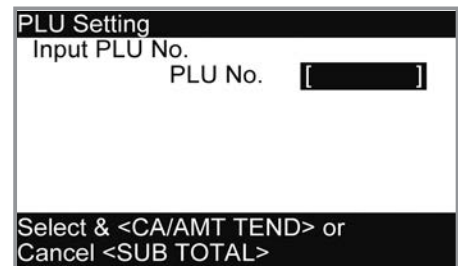 PLU Setting
Input PLU No.
PLU No. [ ]
Select & <CA/AMT TEND> or
Cancel <SUB TOTAL>